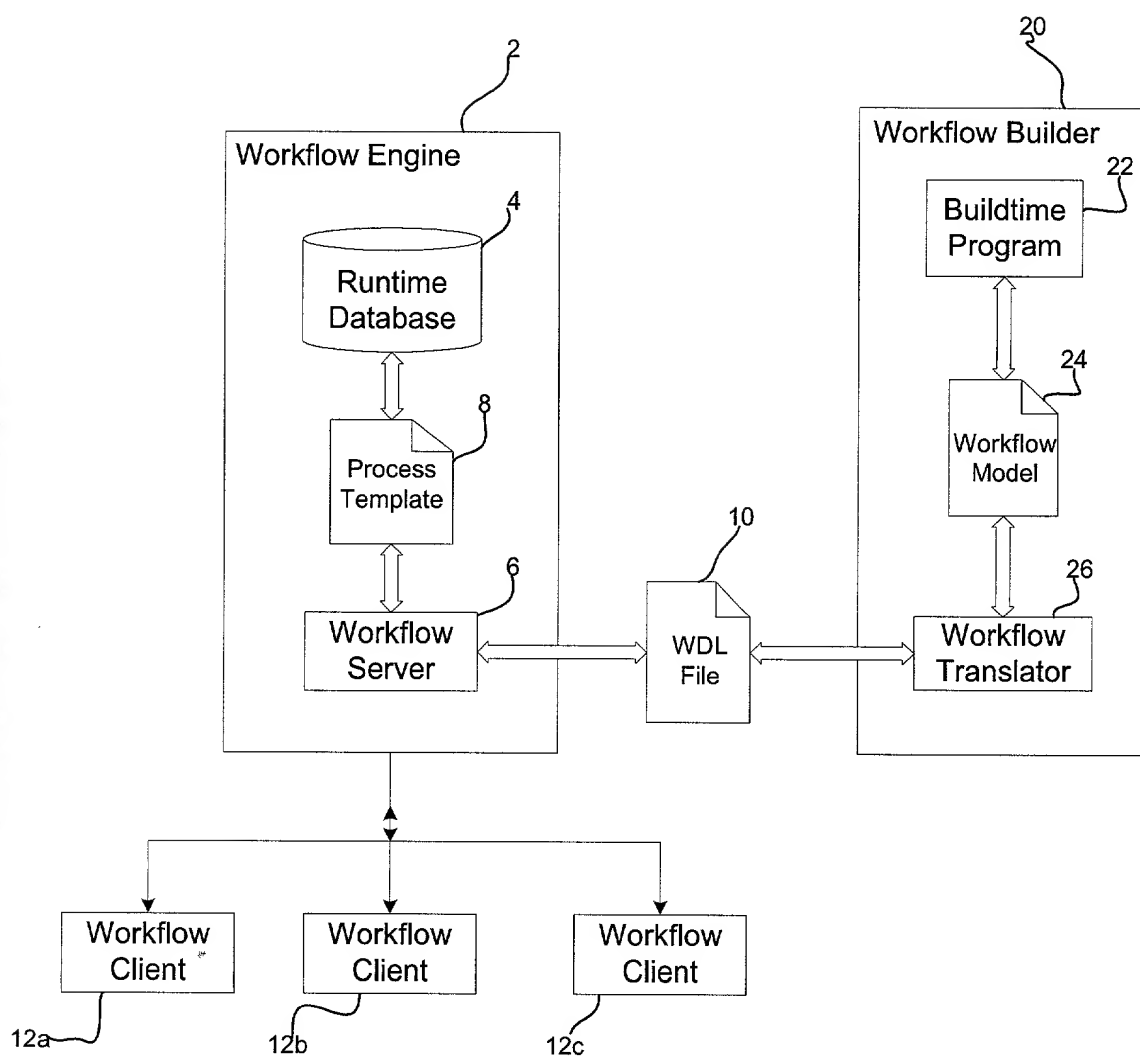 2
Workflow Engine
4
Runtime
Database
8
Process
Template
6
Workflow
Server
10
WDL
File
20
Workflow Builder
22
Buildtime
Program
24
Workflow
Model
26
Workflow
Translator
Workflow
Client
12a
Workflow
Client
12b
Workflow
Client
12c